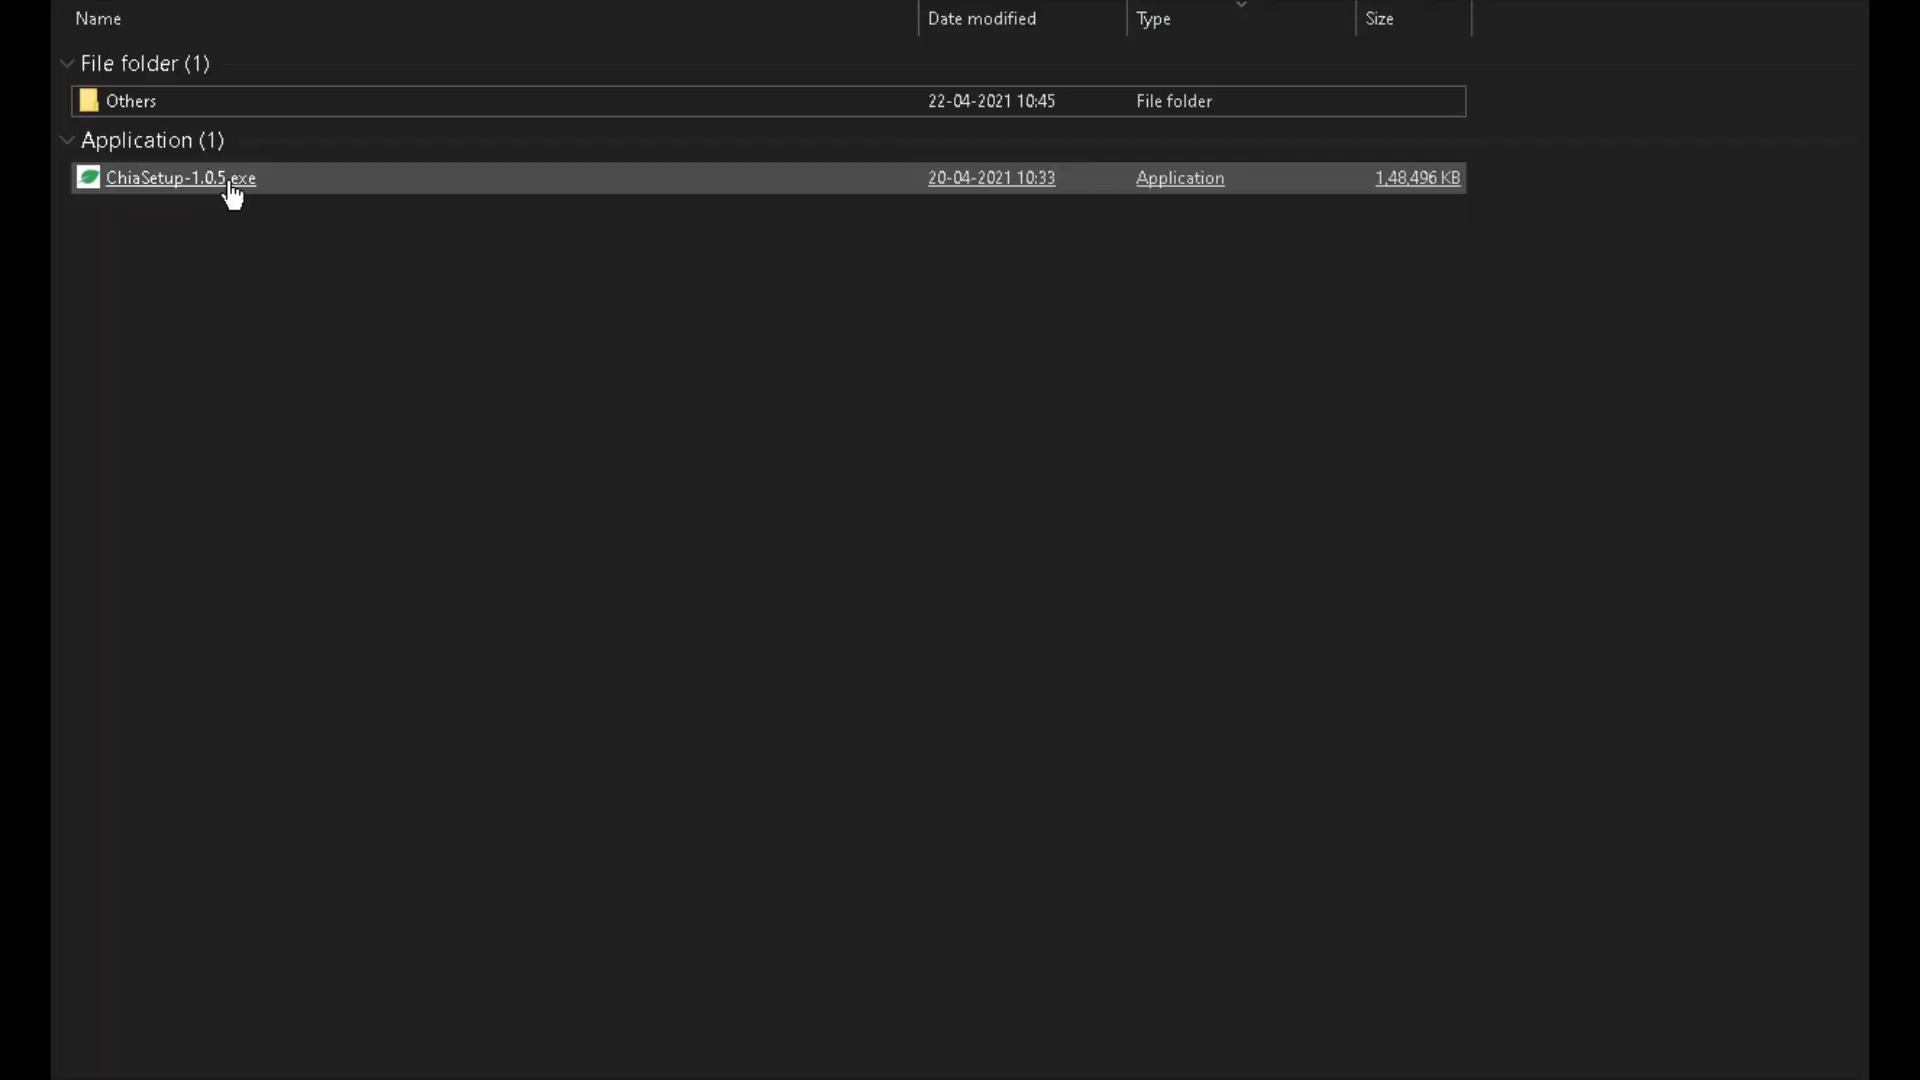 Name Date modified Type Size
File folder (1)
Others 22-04-2021 10:45 File folder
Application (1)
ChiaSetup-1.0.5.exe 20-04-2021 10:33 Application 1,48,496 KB